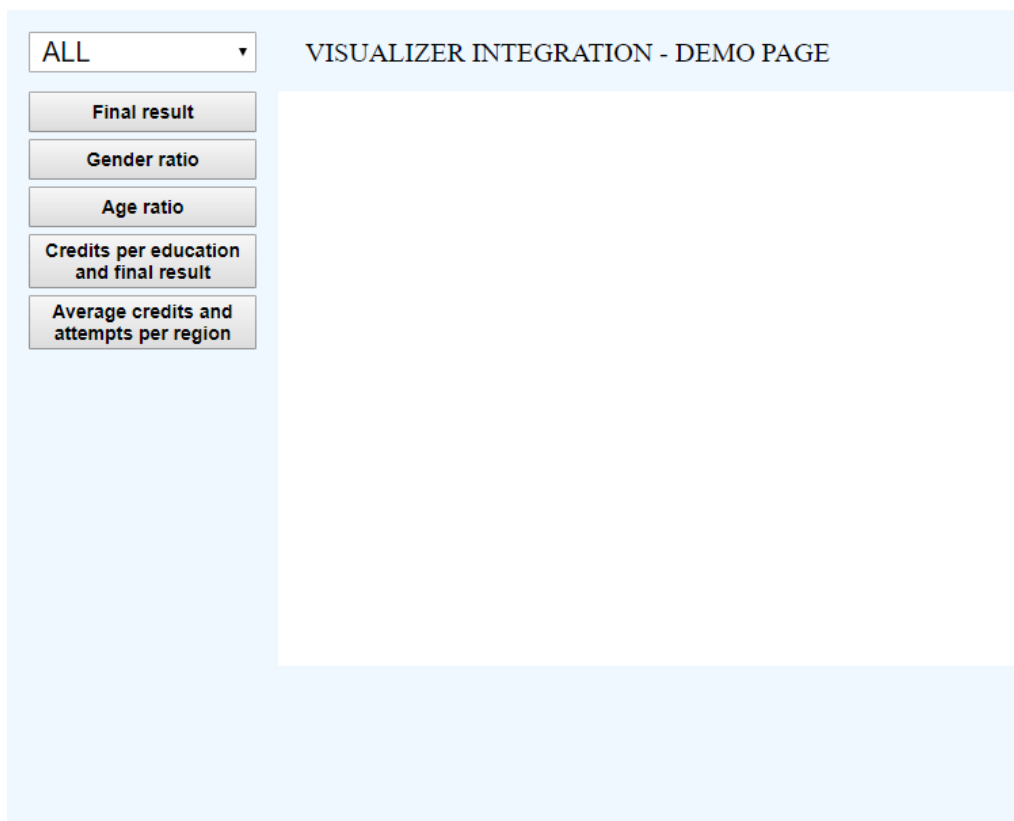 ALL
VISUALIZER INTEGRATION - DEMO PAGE
Final result
Gender ratio
Age ratio
Credits per education
and final result
Average credits and
attempts per region